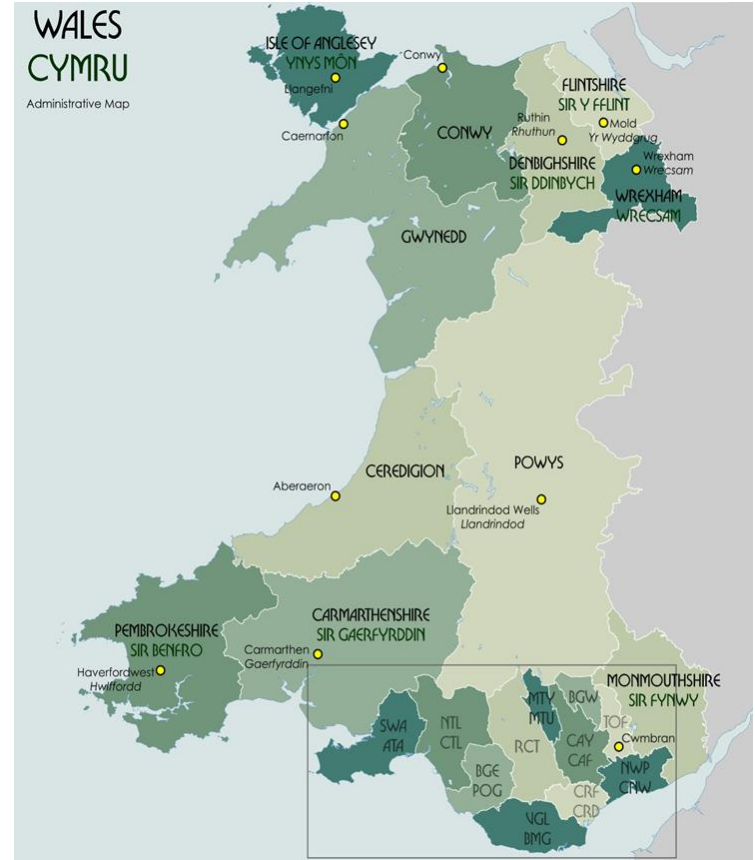 WALES
CYMRU
Administrative Map
ISLE OF ANGLESEY
YNYS MÔN
Llangefni
Conwy
Caernarfon
CONWY
FLINTSHIRE
SIR Y FFLINT
Ruthin
Rhuthun
Mold
Yr Wyddgrug
DENBIGHSHIRE
SIR DDINBYCH
Wrexham
Wrecsam
WREXHAM
WRECSAM
GWYNEDD
CEREDIGION
Aberaeron
POWYS
Llandrindod Wells
Llandrindod
PEMBROKESHIRE
SIR BENFRO
Haverfordwest
Hwlffordd
CARMARTHENSHIRE
SIR GAERFYRDDIN
Carmarthen
Gaerfyrddin
MONMOUTHSHIRE
SIR FYNWY
SWA
ATA
NTL
CTL
BGE
POG
RCT
MTY
MTU
BGW
CAY
CAF
TOF
Cwmbran
NWP
CNW
CRF
CRD
VGL
BMG